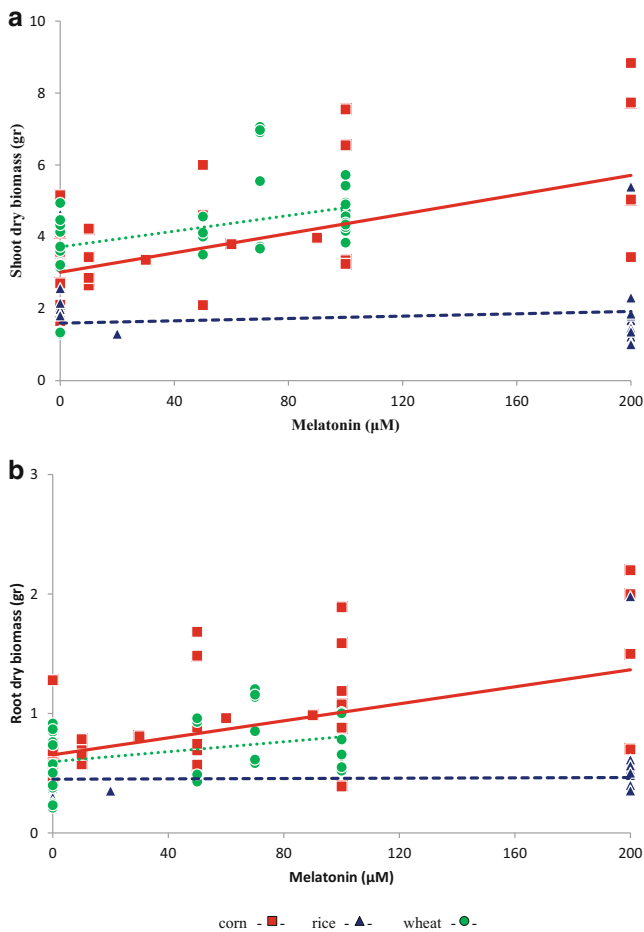 a
10
8
6
4
2
0
Shoot dry biomass (gr)
0 40 80 120 160 200
Melatonin (µM)
b
3
2
1
0
Root dry biomass (gr)
0 40 80 120 160 200
Melatonin (µM)
corn - - rice - - wheat - -